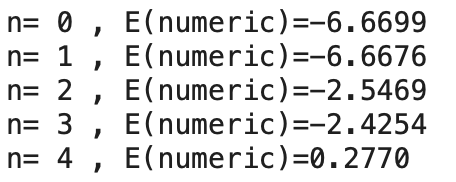 n= 0 , E(numeric)=-6.6699
n= 1 , E(numeric)=-6.6676
n= 2 , E(numeric)=-2.5469
n= 3 , E(numeric)=-2.4254
n= 4 , E(numeric)=0.2770